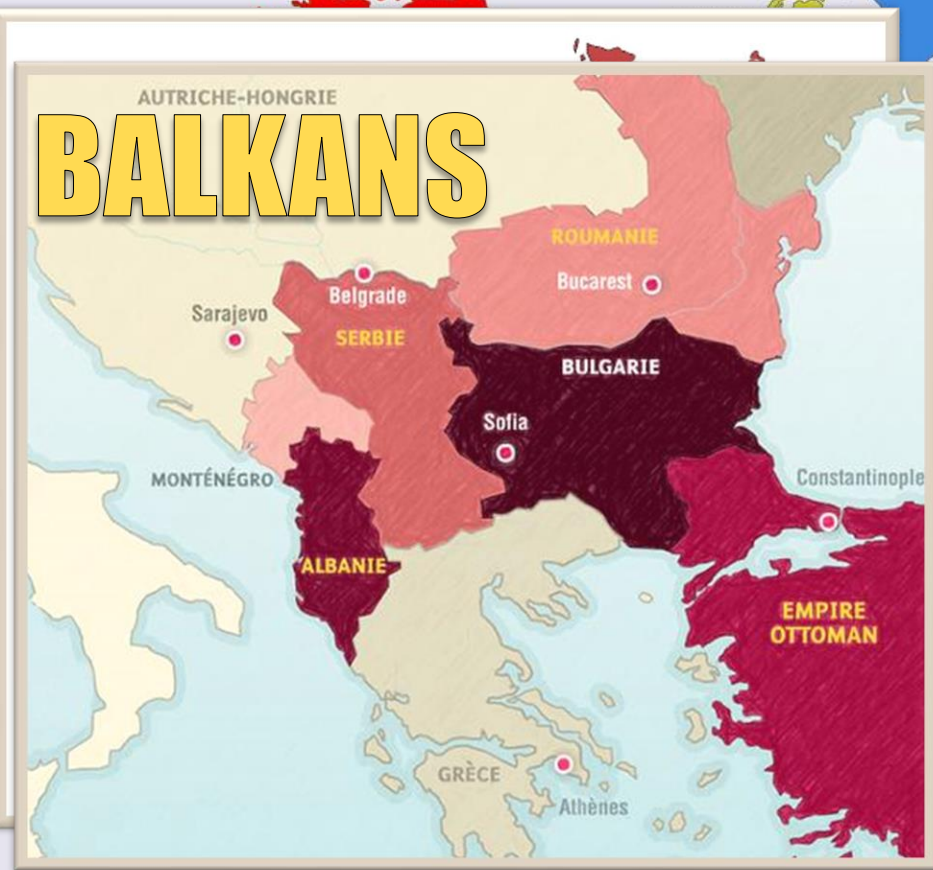 AUTRICHE-HONGRIE
BALKANS
ROUMANIE
Bucarest
Belgrade
Sarajevo
SERBIE
BULGARIE
Sofia
MONTÉNÉGRO
Constantinople
ALBANIE
EMPIRE
OTTOMAN
GRÈCE
Athènes